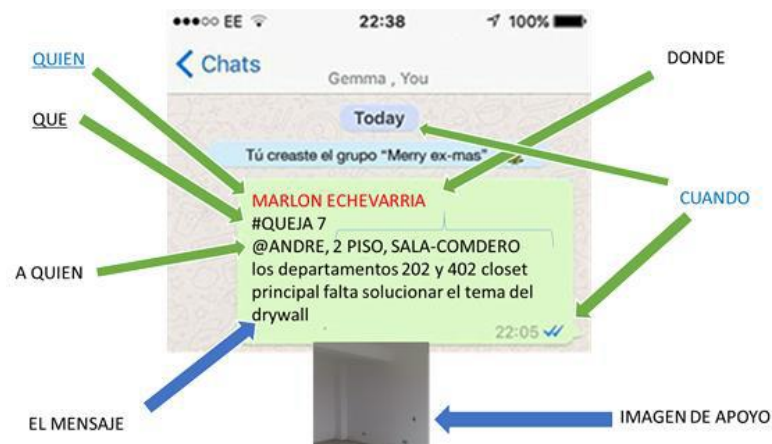 EE 22:38 100%
QUIEN
Chats
DONDE
Gemma , You
QUE
Today
Tú creaste el grupo "Merry ex-mas"
MARLON ECHEVARRIA
CUANDO
#QUEJA 7
@ANDRE, 2 PISO, SALA-COMDERO
A QUIEN
los departamentos 202 y 402 closet
principal falta solucionar el tema del
drywall
22:05
EL MENSAJE
IMAGEN DE APOYO